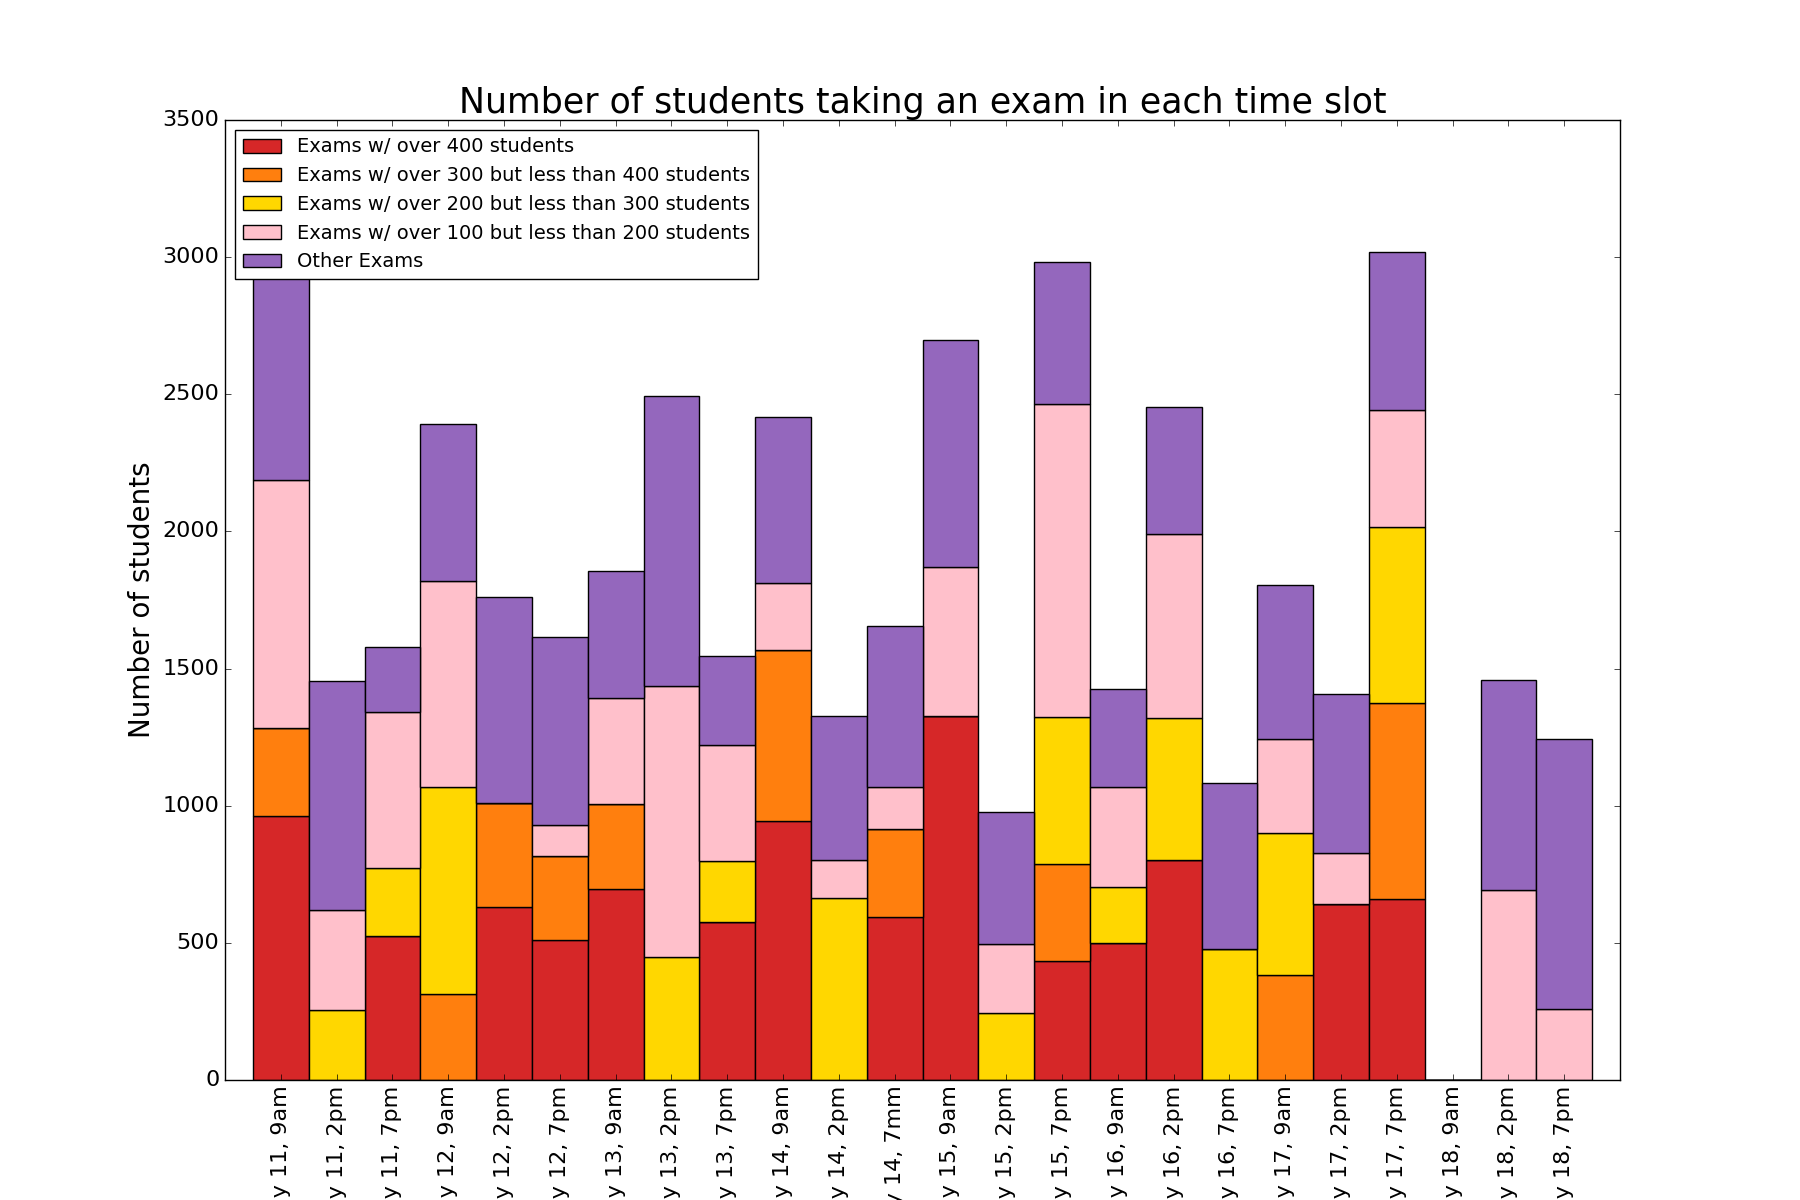 Number of students taking an exam in each time slot
Exams w/ over 400 students
Exams w/ over 300 but less than 400 students
Exams w/ over 200 but less than 300 students
Exams w/ over 100 but less than 200 students
Other Exams
Number of students
3500
3000
2500
2000
1500
1000
500
0
y 11, 9am
y 11, 2pm
y 11, 7pm
y 12, 9am
y 12, 2pm
y 12, 7pm
y 13, 9am
y 13, 2pm
y 13, 7pm
y 14, 9am
y 14, 2pm
y 14, 7mm
y 15, 9am
y 15, 2pm
y 15, 7pm
y 16, 9am
y 16, 2pm
y 16, 7pm
y 17, 9am
y 17, 2pm
y 17, 7pm
y 18, 9am
y 18, 2pm
y 18, 7pm